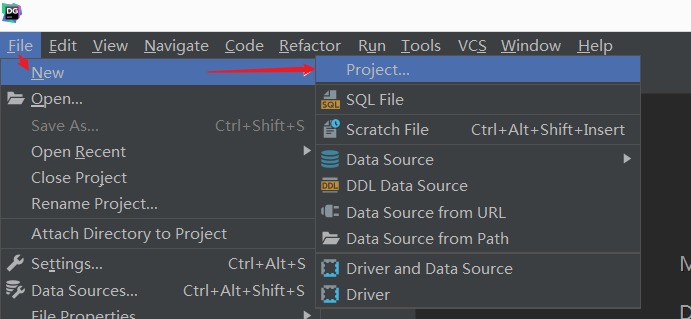 DG
File Edit View Navigate Code Refactor Run Tools VCS Window Help
New
Project...
Open...
SQL File
Save As... Ctrl+Shift+S
Scratch File Ctrl+Alt+Shift+Insert
Open Recent
Data Source
Close Project
DDL Data Source
Rename Project...
Data Source from URL
Attach Directory to Project
Data Source from Path
Settings... Ctrl+Alt+S
Driver and Data Source
Data Sources... Ctrl+Alt+Shift+S
Driver
File Properties